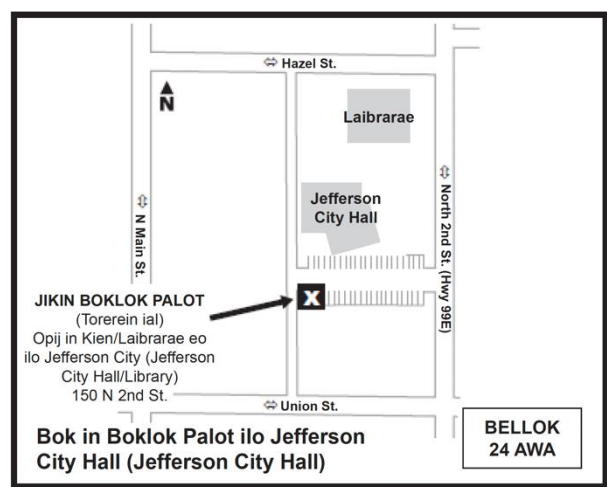 Hazel St.
N
Laibrarae
Jefferson
City Hall
N Main St.
North 2nd St. (Hwy 99E)
JIKIN BOKLOK PALOT
(Torerein ial)
Opij in Kien/Laibrarae eo
ilo Jefferson City (Jefferson
City Hall/Library)
150 N 2nd St.
X
Union St.
Bok in Boklok Palot ilo Jefferson
City Hall (Jefferson City Hall)
BELLOK
24 AWA